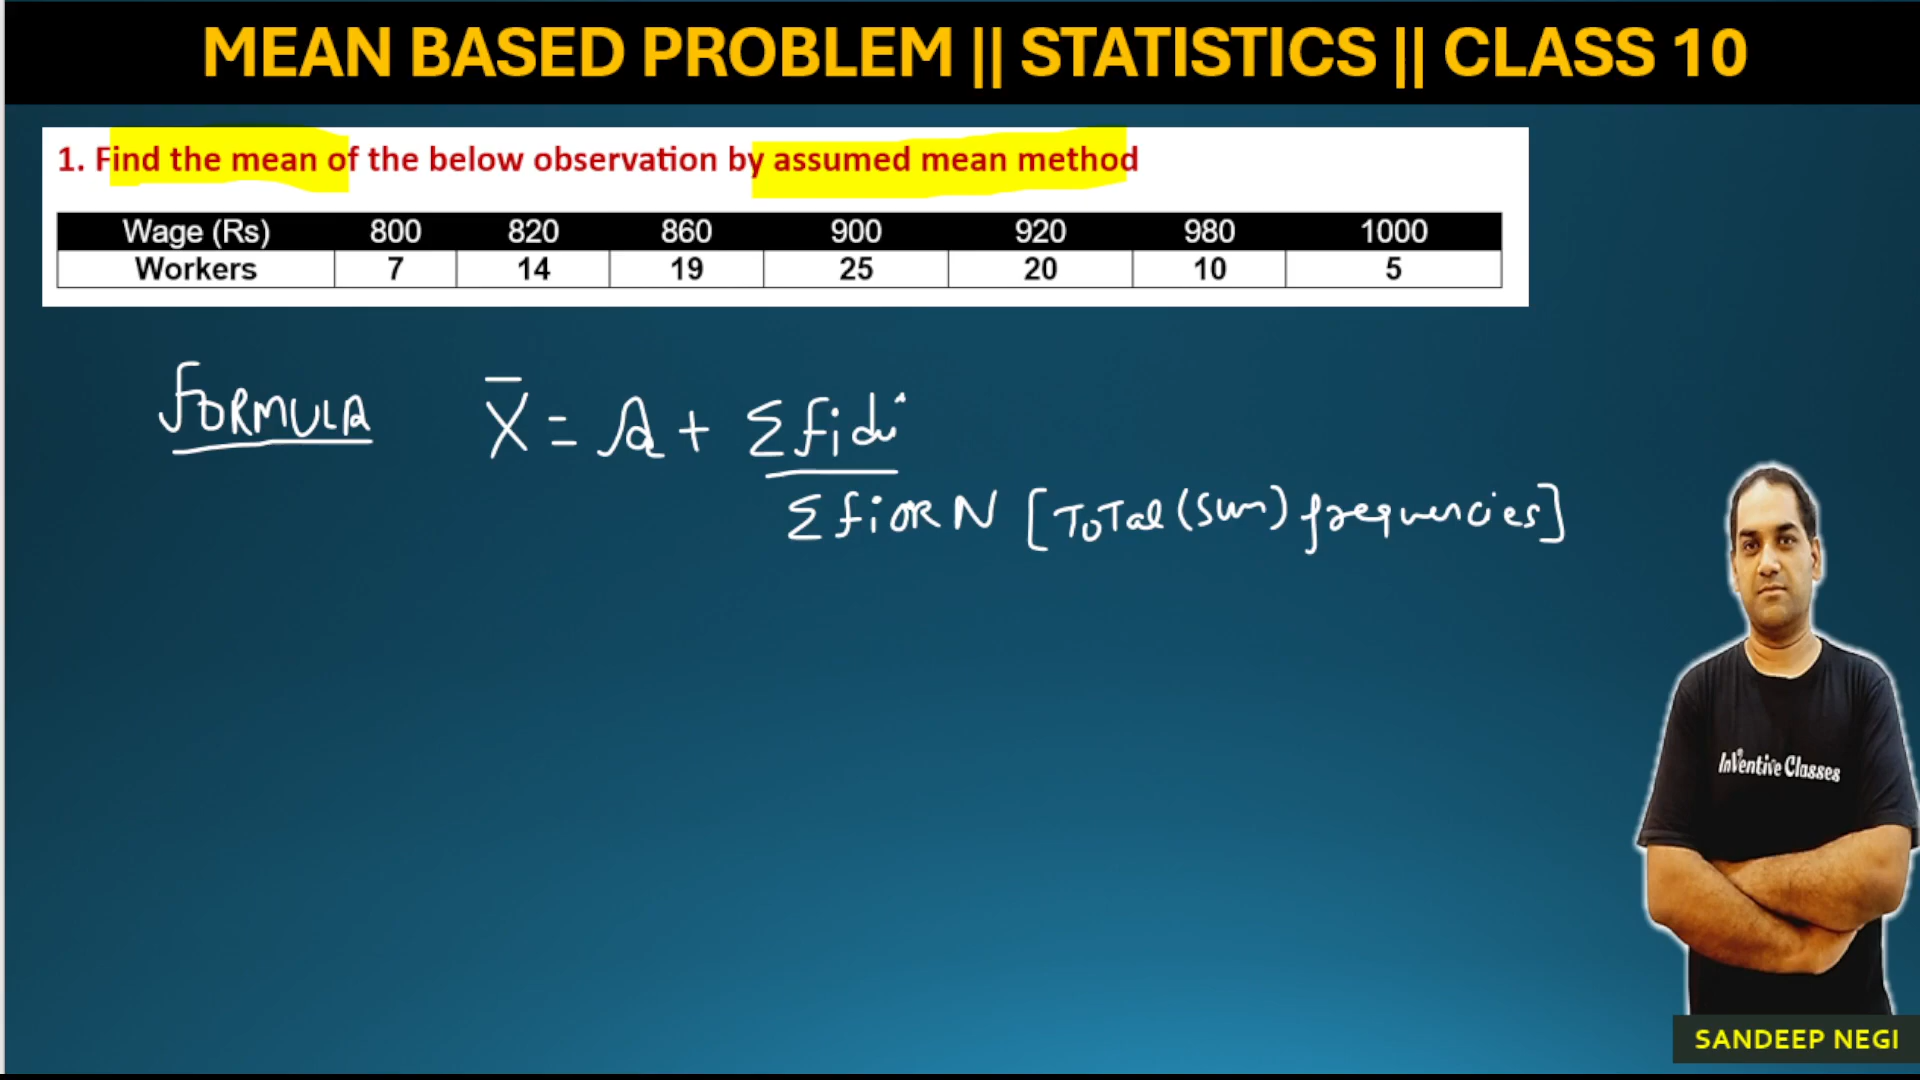 MEAN BASED PROBLEM || STATISTICS || CLASS 10
1. Find the mean of the below observation by assumed mean method
Wage (Rs) 800 820 860 900 920 980 1000
Workers 7 14 19 25 20 10 5
FORMULA X̄ = A + Σfidi
Σfi OR N [Total (Sum) frequencies]
InVentive Classes
SANDEEP NEGI